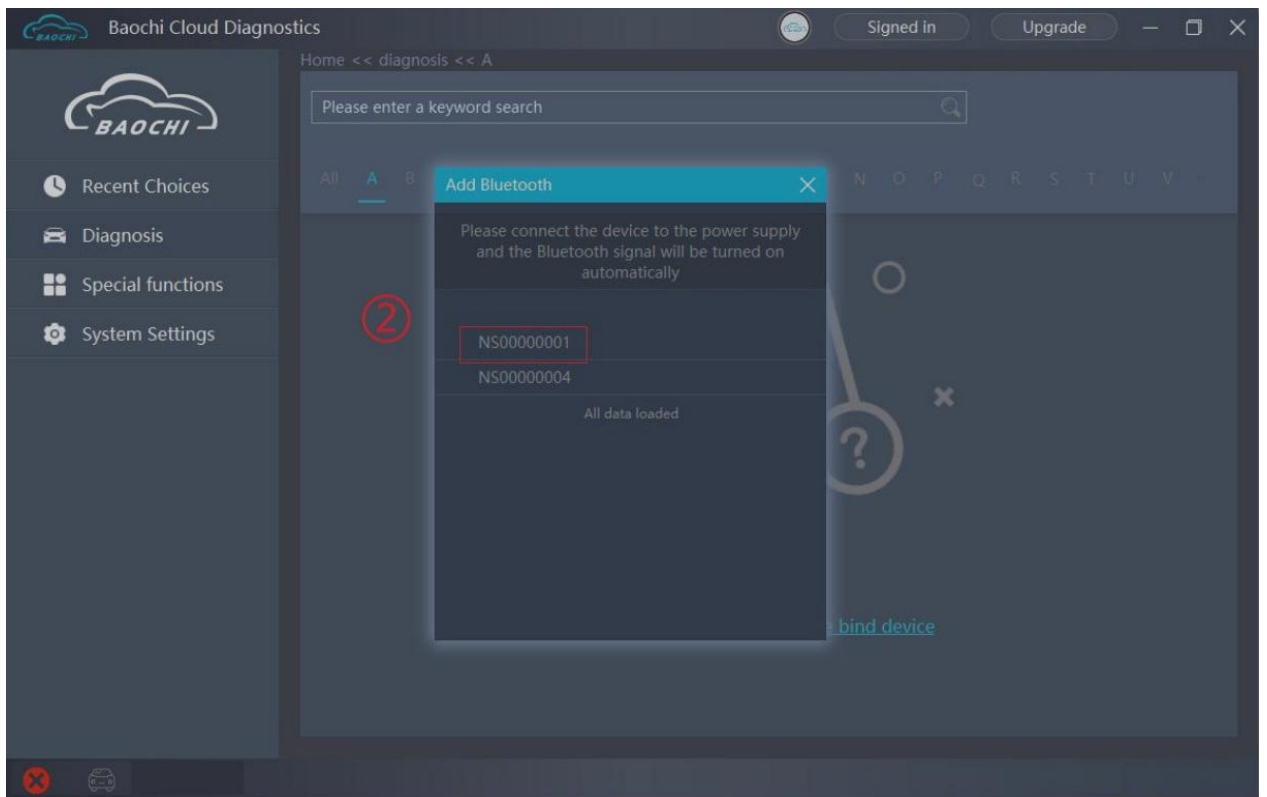 BAOCHI
Baochi Cloud Diagnostics
Signed in
Upgrade
Home << diagnosis << A
BAOCHI
Please enter a keyword search
Recent Choices
Diagnosis
Special functions
System Settings
All A B N O P Q R S T U V
Add Bluetooth
Please connect the device to the power supply
and the Bluetooth signal will be turned on
automatically
②
NS00000001
NS00000004
All data loaded
?
bind device